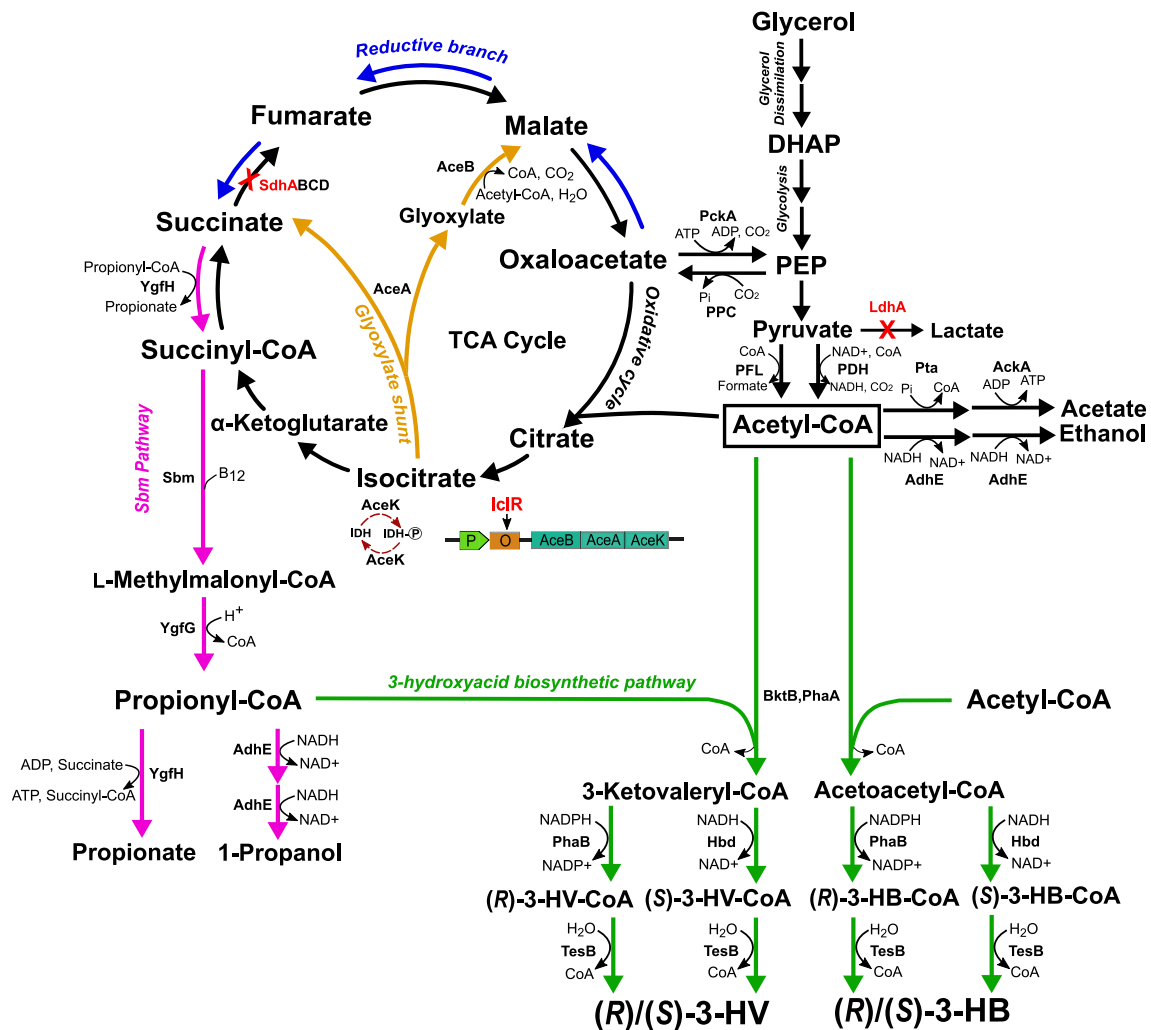 Glycerol
Glycerol
Dissimilation
DHAP
Glycolysis
PEP
Reductive branch
Fumarate
Malate
AceB
CoA, CO₂
Acetyl-CoA, H₂O
SdhABCD
X
Glyoxylate
Succinate
Oxaloacetate
PckA
ATP
ADP, CO₂
Pi
CO₂
PPC
Propionyl-CoA
YgfH
Propionate
AceA
Glyoxylate shunt
TCA Cycle
Oxidative cycle
Pyruvate
LdhA
X
Lactate
Succinyl-CoA
CoA
PFL
Formate
NAD+, CoA
PDH
NADH, CO₂
Pta
Pi
CoA
AckA
ADP
ATP
Acetyl-CoA
Acetate
Ethanol
NADH
NAD+
AdhE
NADH
NAD+
AdhE
α-Ketoglutarate
Citrate
Isocitrate
Sbm Pathway
Sbm
B12
AceK
IDH
IDH-P
AceK
IclR
P
O
AceB
AceA
AceK
L-Methylmalonyl-CoA
YgfG
H⁺
CoA
Propionyl-CoA
3-hydroxyacid biosynthetic pathway
BktB,PhaA
Acetyl-CoA
CoA
CoA
ADP, Succinate
YgfH
ATP, Succinyl-CoA
AdhE
NADH
NAD+
AdhE
NADH
NAD+
Propionate
1-Propanol
3-Ketovaleryl-CoA
Acetoacetyl-CoA
NADPH
PhaB
NADP+
NADH
Hbd
NAD+
NADPH
PhaB
NADP+
NADH
Hbd
NAD+
(R)-3-HV-CoA
(S)-3-HV-CoA
(R)-3-HB-CoA
(S)-3-HB-CoA
H₂O
TesB
CoA
H₂O
TesB
CoA
H₂O
TesB
CoA
H₂O
TesB
CoA
(R)/(S)-3-HV
(R)/(S)-3-HB